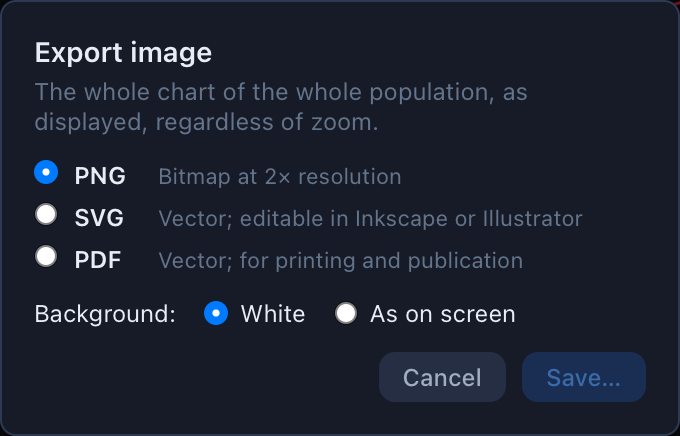 Export image
The whole chart of the whole population, as
displayed, regardless of zoom.
PNG Bitmap at 2× resolution
SVG Vector; editable in Inkscape or Illustrator
PDF Vector; for printing and publication
Background: White As on screen
Cancel Save...